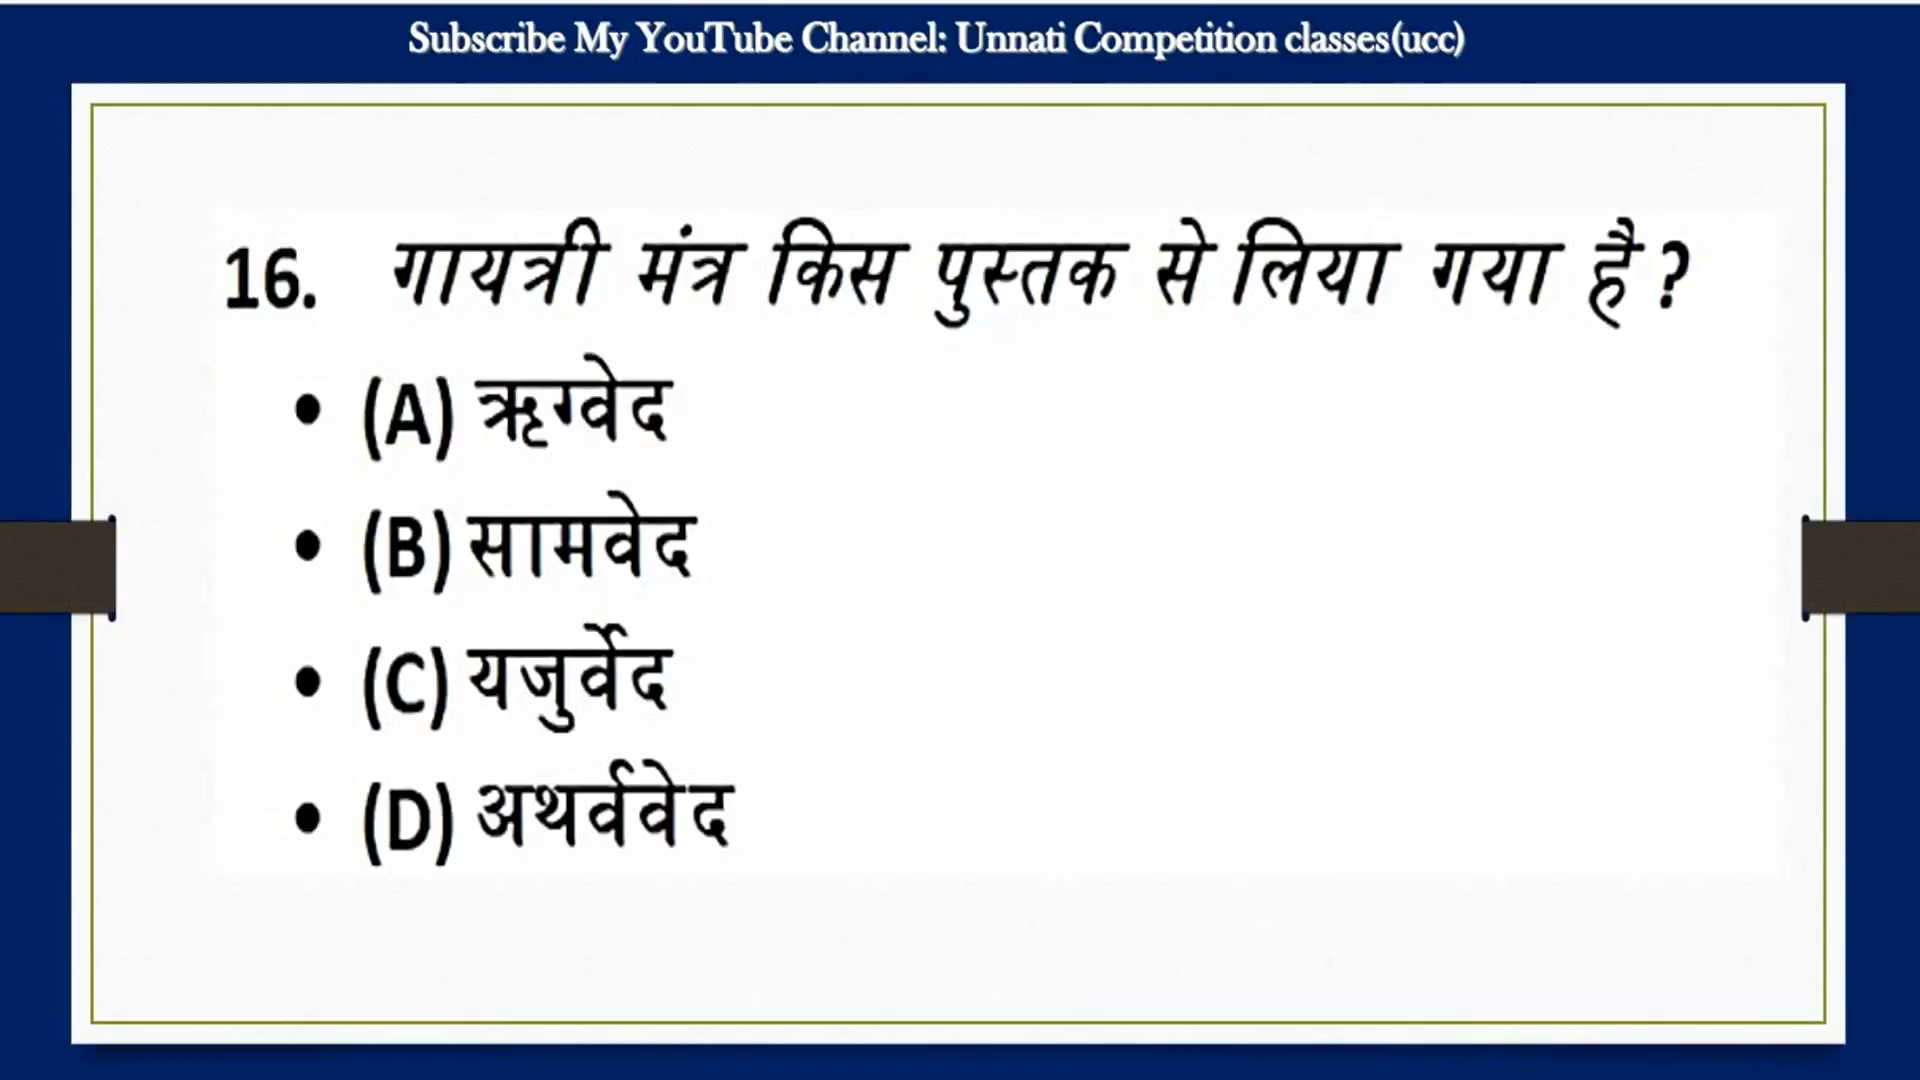 Subscribe My YouTube Channel: Unnati Competition classes(ucc)
16. गायत्री मंत्र किस पुस्तक से लिया गया है ?
• (A) ऋग्वेद
• (B) सामवेद
• (C) यजुर्वेद
• (D) अथर्ववेद